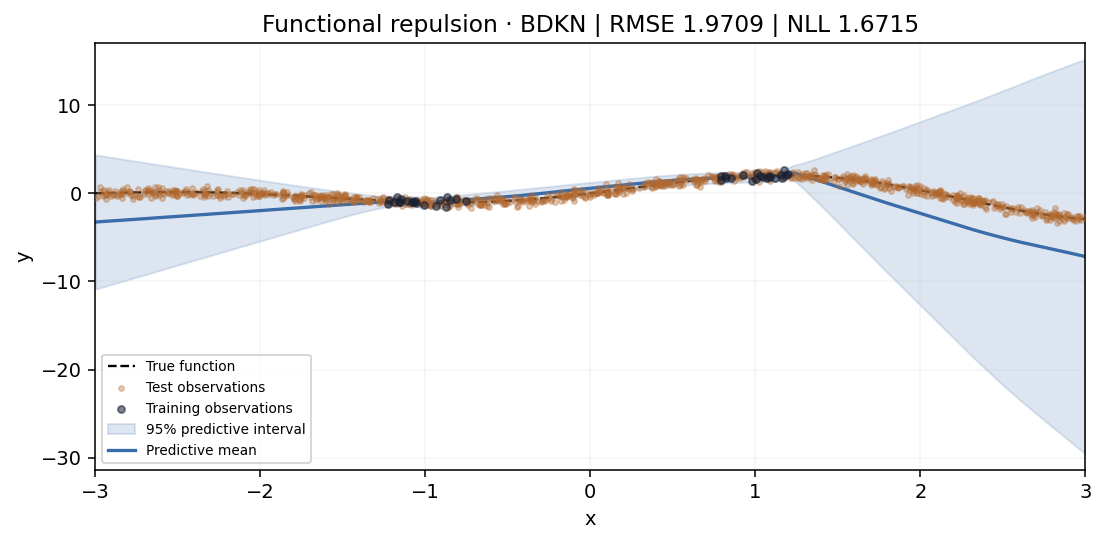 Functional repulsion · BDKN | RMSE 1.9709 | NLL 1.6715
y
10
0
−10
−20
−30
True function
Test observations
Training observations
95% predictive interval
Predictive mean
−3 −2 −1 0 1 2 3
x